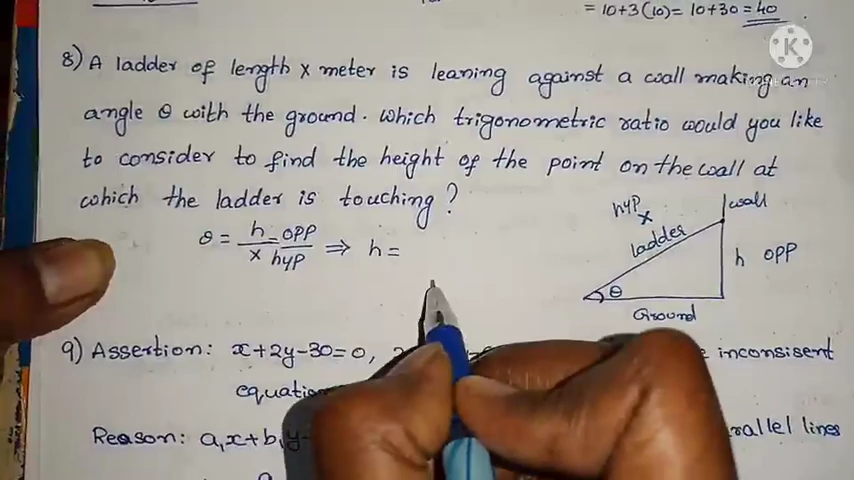 = 10+3(10)= 10+30 = 40
K
8) A ladder of length x meter is leaning against a wall making an
angle θ with the ground. which trigonometric ratio would you like
to consider to find the height of the point on the wall at
which the ladder is touching?
θ = h/x = opp/hyp ⇒ h =
hyp
x
ladder
wall
h opp
θ
Ground
9) Assertion: x+2y-30=0, inconsisent
equation
Reason: a,x+b, parallel lines